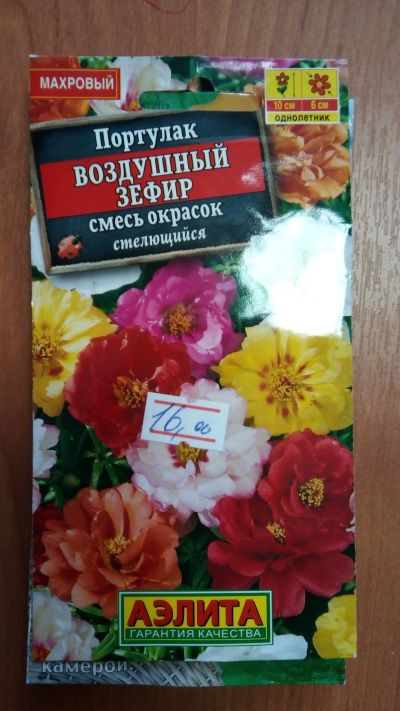 МАХРОВЫЙ
10 см
6 см
однолетник
Портулак
ВОЗДУШНЫЙ
ЗЕФИР
смесь окрасок
стелющийся
16,00
АЭЛИТА
ГАРАНТИЯ КАЧЕСТВА
камерой.